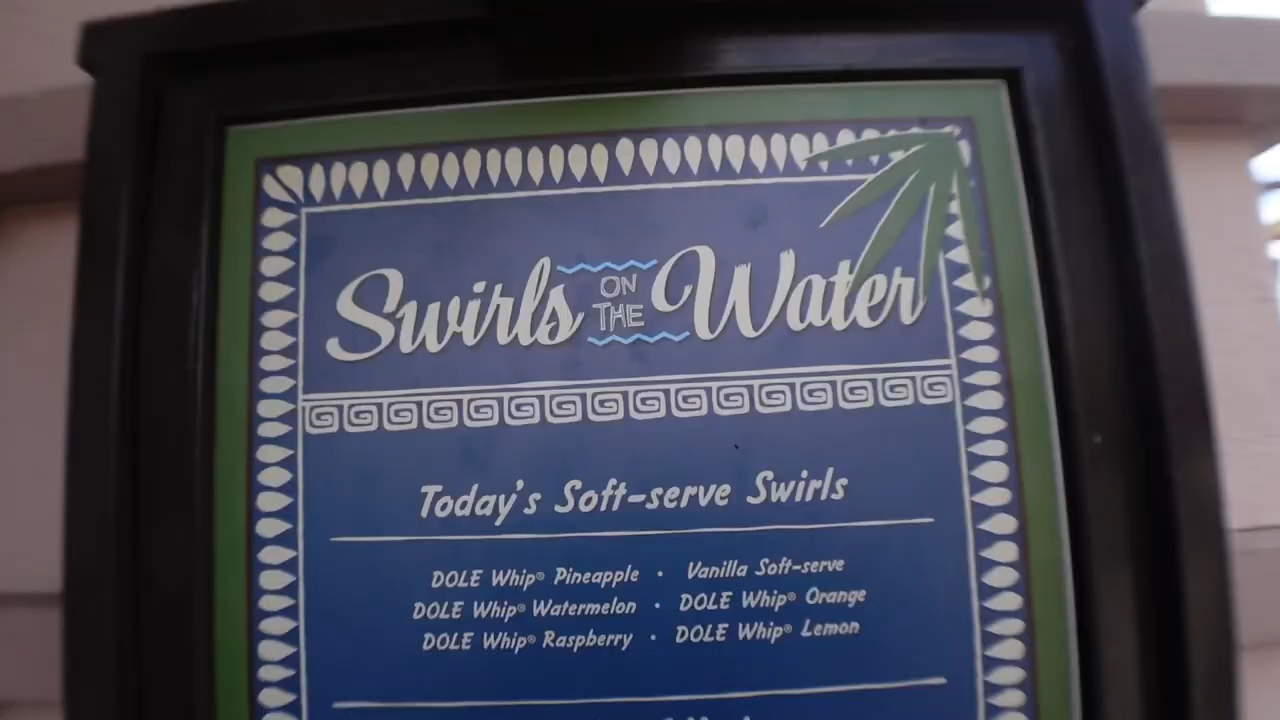 Swirls ON THE Water
Today's Soft-serve Swirls
DOLE Whip® Pineapple • Vanilla Soft-serve
DOLE Whip® Watermelon • DOLE Whip® Orange
DOLE Whip® Raspberry • DOLE Whip® Lemon